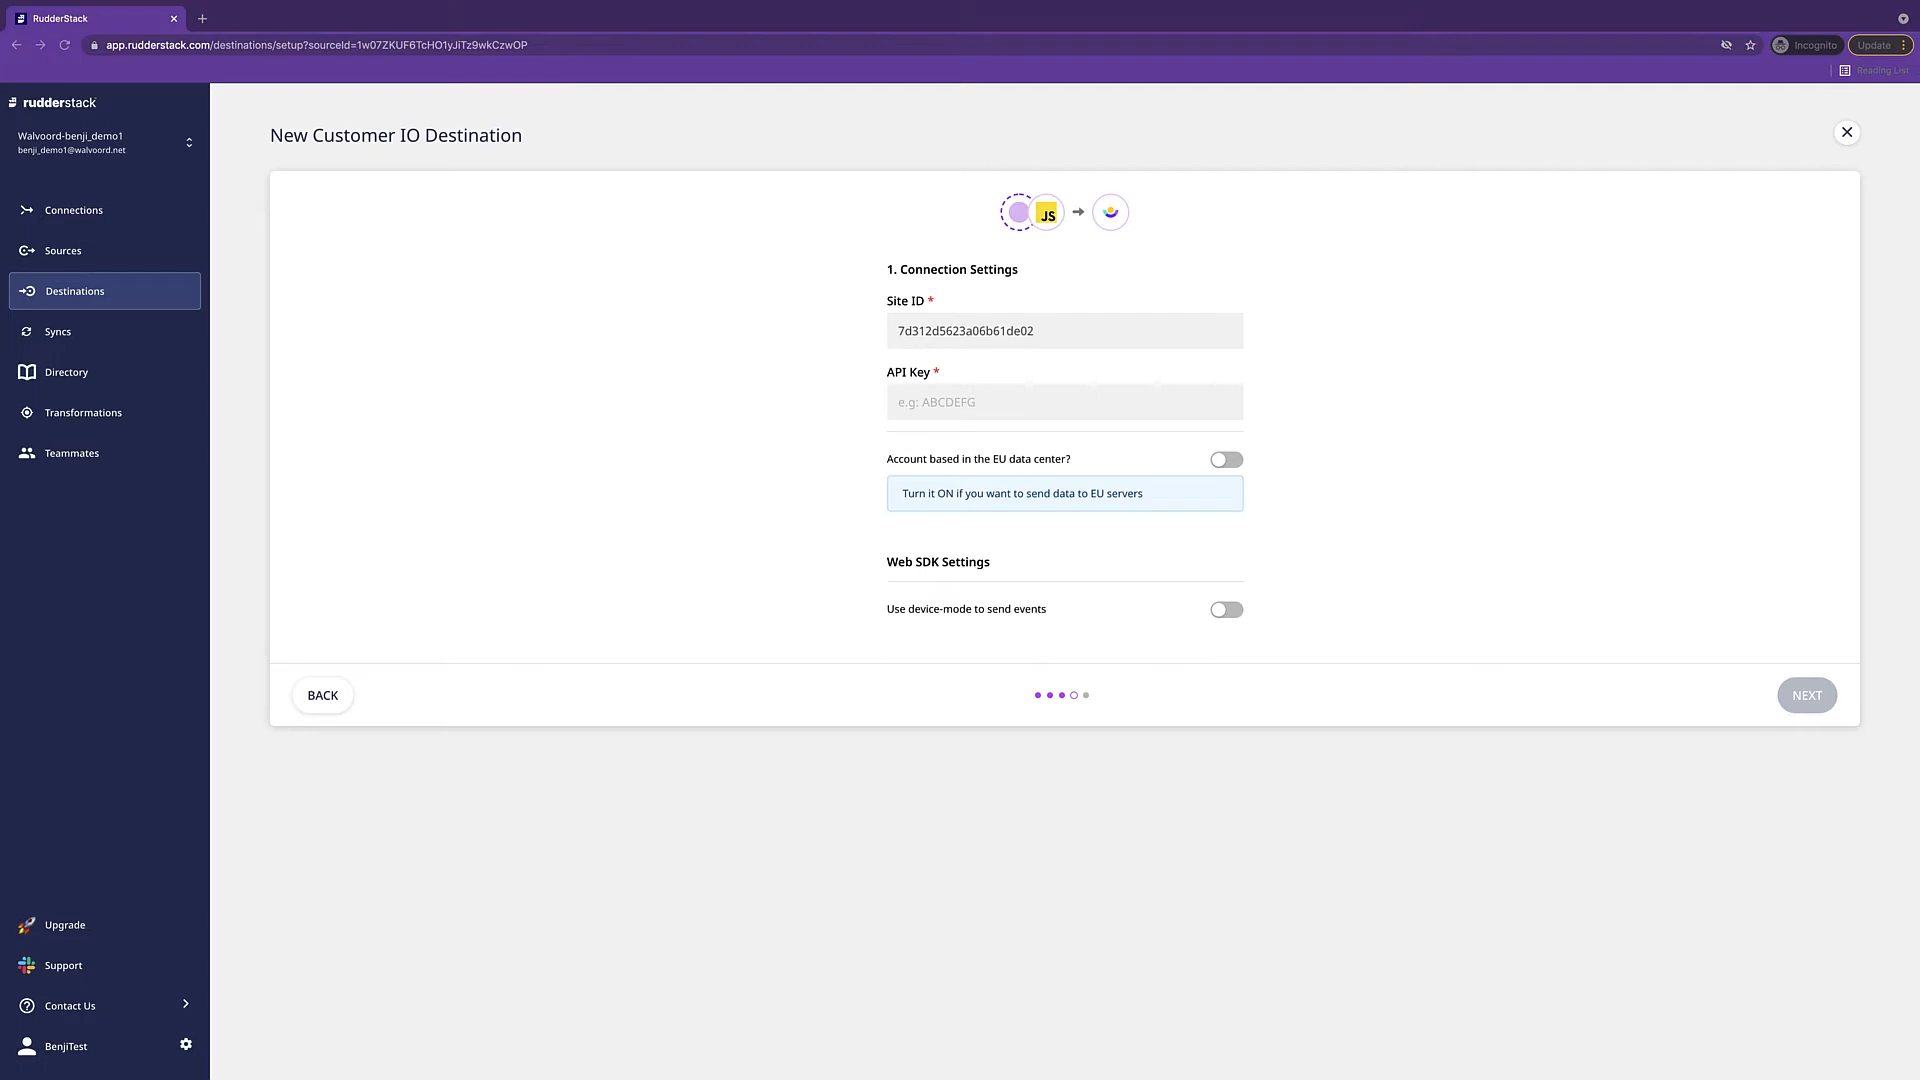 RudderStack
app.rudderstack.com/destinations/setup?sourceId=1w07ZKUF6TcHO1yJiTz9wkCzwOP
Incognito
Update
Reading List
rudderstack
Walvoord-benji_demo1
benji_demo1@walvoord.net
Connections
Sources
Destinations
Syncs
Directory
Transformations
Teammates
Upgrade
Support
Contact Us
BenjiTest
New Customer IO Destination
JS
1. Connection Settings
Site ID *
7d312d5623a06b61de02
API Key *
e.g: ABCDEFG
Account based in the EU data center?
Turn it ON if you want to send data to EU servers
Web SDK Settings
Use device-mode to send events
BACK
NEXT